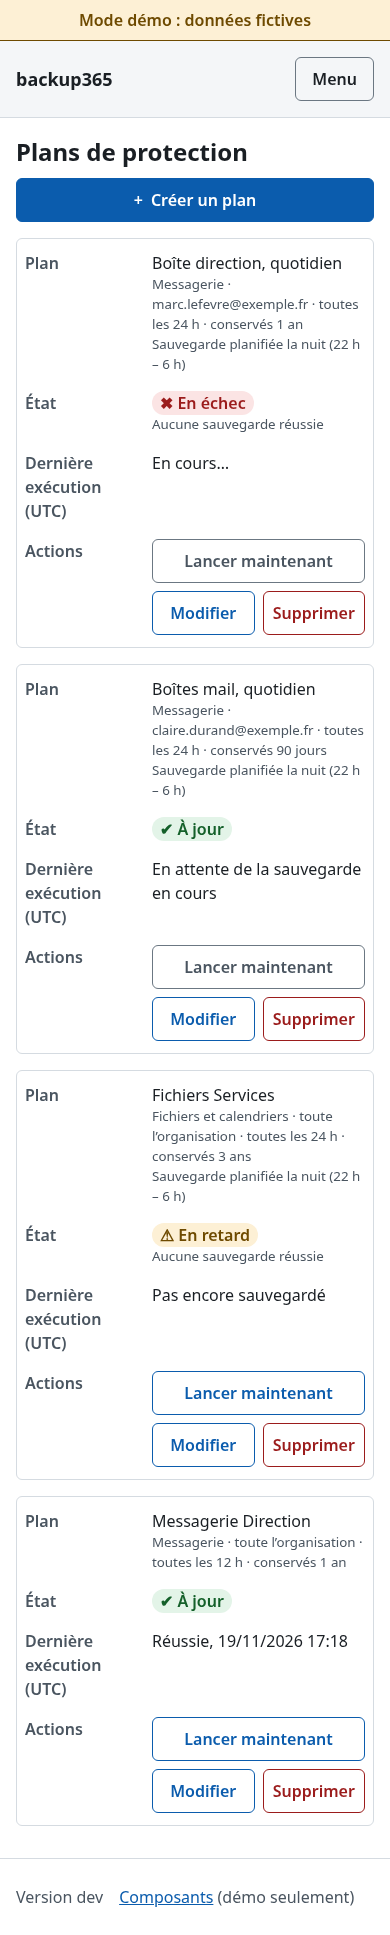 Mode démo : données fictives
backup365
Menu
Plans de protection
+ Créer un plan
Plan
Boîte direction, quotidien
Messagerie ·
marc.lefevre@exemple.fr · toutes
les 24 h · conservés 1 an
Sauvegarde planifiée la nuit (22 h
– 6 h)
État
✖ En échec
Aucune sauvegarde réussie
Dernière
exécution
(UTC)
En cours...
Actions
Lancer maintenant
Modifier
Supprimer
Plan
Boîtes mail, quotidien
Messagerie ·
claire.durand@exemple.fr · toutes
les 24 h · conservés 90 jours
Sauvegarde planifiée la nuit (22 h
– 6 h)
État
✔ À jour
Dernière
exécution
(UTC)
En attente de la sauvegarde
en cours
Actions
Lancer maintenant
Modifier
Supprimer
Plan
Fichiers Services
Fichiers et calendriers · toute
l’organisation · toutes les 24 h ·
conservés 3 ans
Sauvegarde planifiée la nuit (22 h
– 6 h)
État
⚠ En retard
Aucune sauvegarde réussie
Dernière
exécution
(UTC)
Pas encore sauvegardé
Actions
Lancer maintenant
Modifier
Supprimer
Plan
Messagerie Direction
Messagerie · toute l’organisation ·
toutes les 12 h · conservés 1 an
État
✔ À jour
Dernière
exécution
(UTC)
Réussie, 19/11/2026 17:18
Actions
Lancer maintenant
Modifier
Supprimer
Version dev Composants (démo seulement)